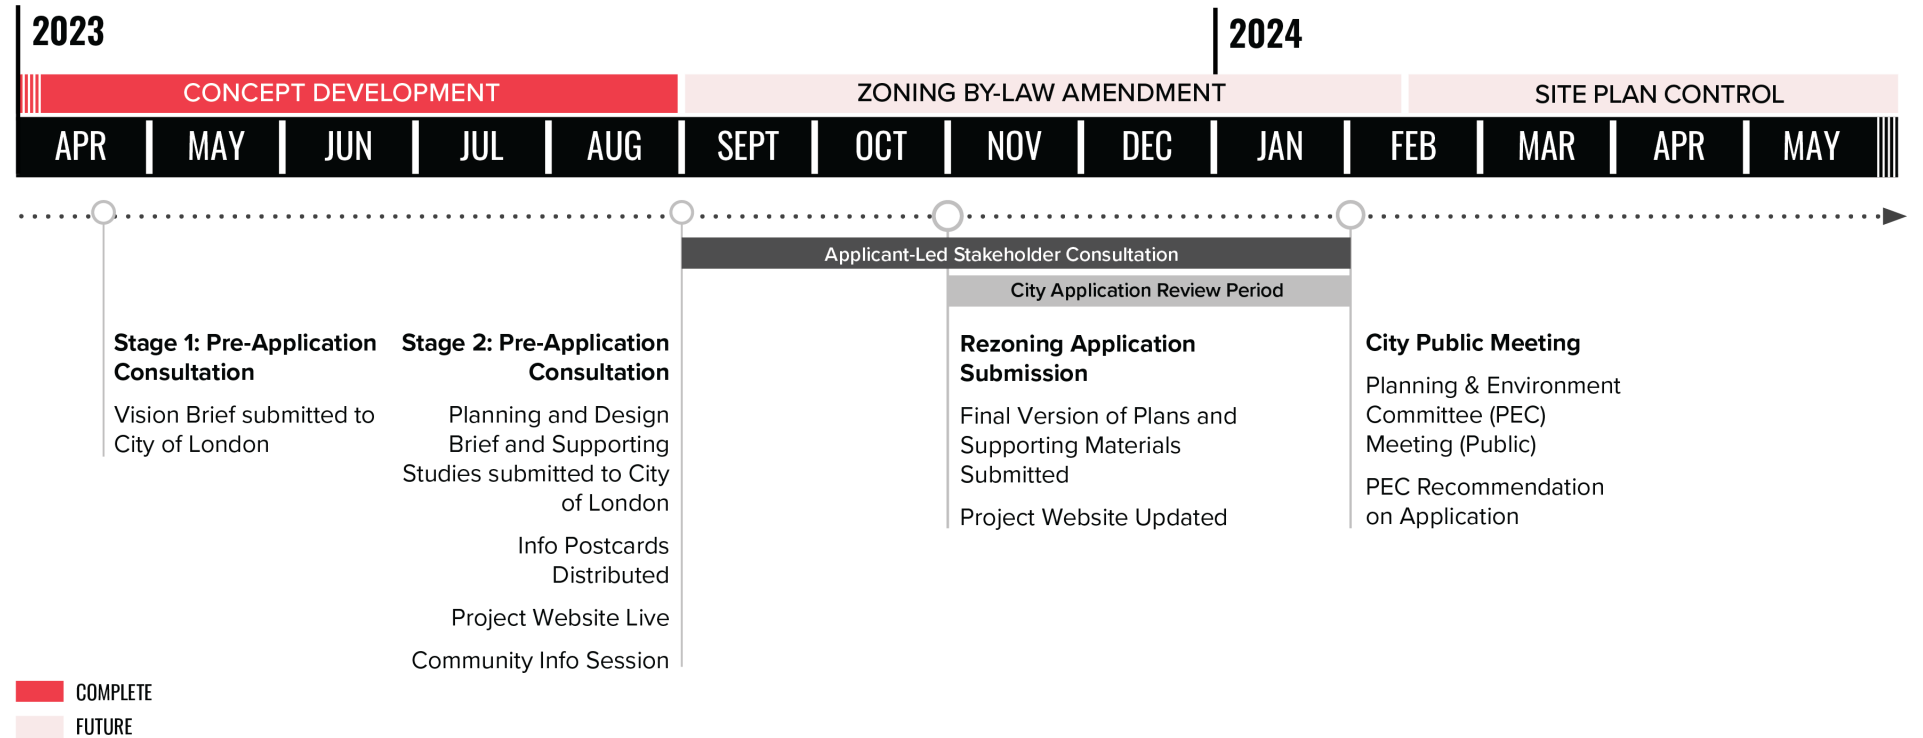 2023
2024
CONCEPT DEVELOPMENT
ZONING BY-LAW AMENDMENT
SITE PLAN CONTROL
APR MAY JUN JUL AUG SEPT OCT NOV DEC JAN FEB MAR APR MAY
Applicant-Led Stakeholder Consultation
City Application Review Period
Stage 1: Pre-Application
Consultation
Vision Brief submitted to
City of London
Stage 2: Pre-Application
Consultation
Planning and Design
Brief and Supporting
Studies submitted to City
of London
Info Postcards
Distributed
Project Website Live
Community Info Session
Rezoning Application
Submission
Final Version of Plans and
Supporting Materials
Submitted
Project Website Updated
City Public Meeting
Planning & Environment
Committee (PEC)
Meeting (Public)
PEC Recommendation
on Application
COMPLETE
FUTURE